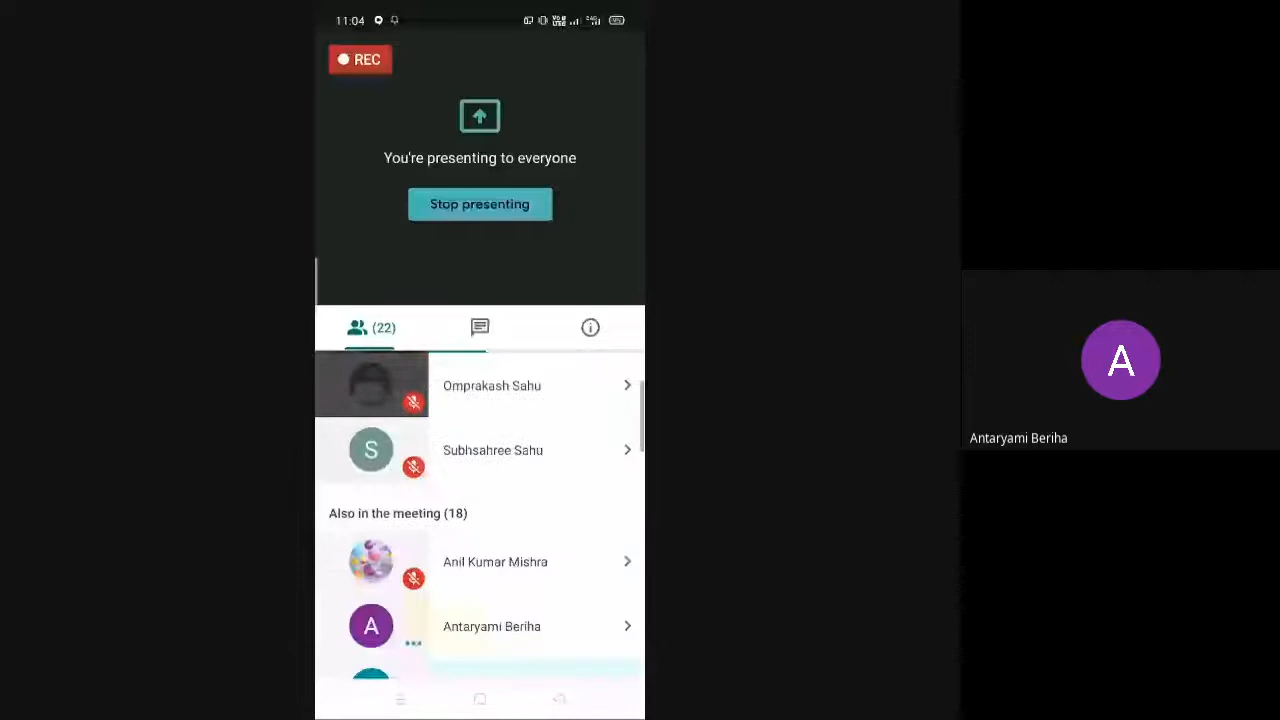 11:04
REC
You're presenting to everyone
Stop presenting
(22)
Omprakash Sahu
S
Subhsahree Sahu
Also in the meeting (18)
Anil Kumar Mishra
A
Antaryami Beriha
A
Antaryami Beriha